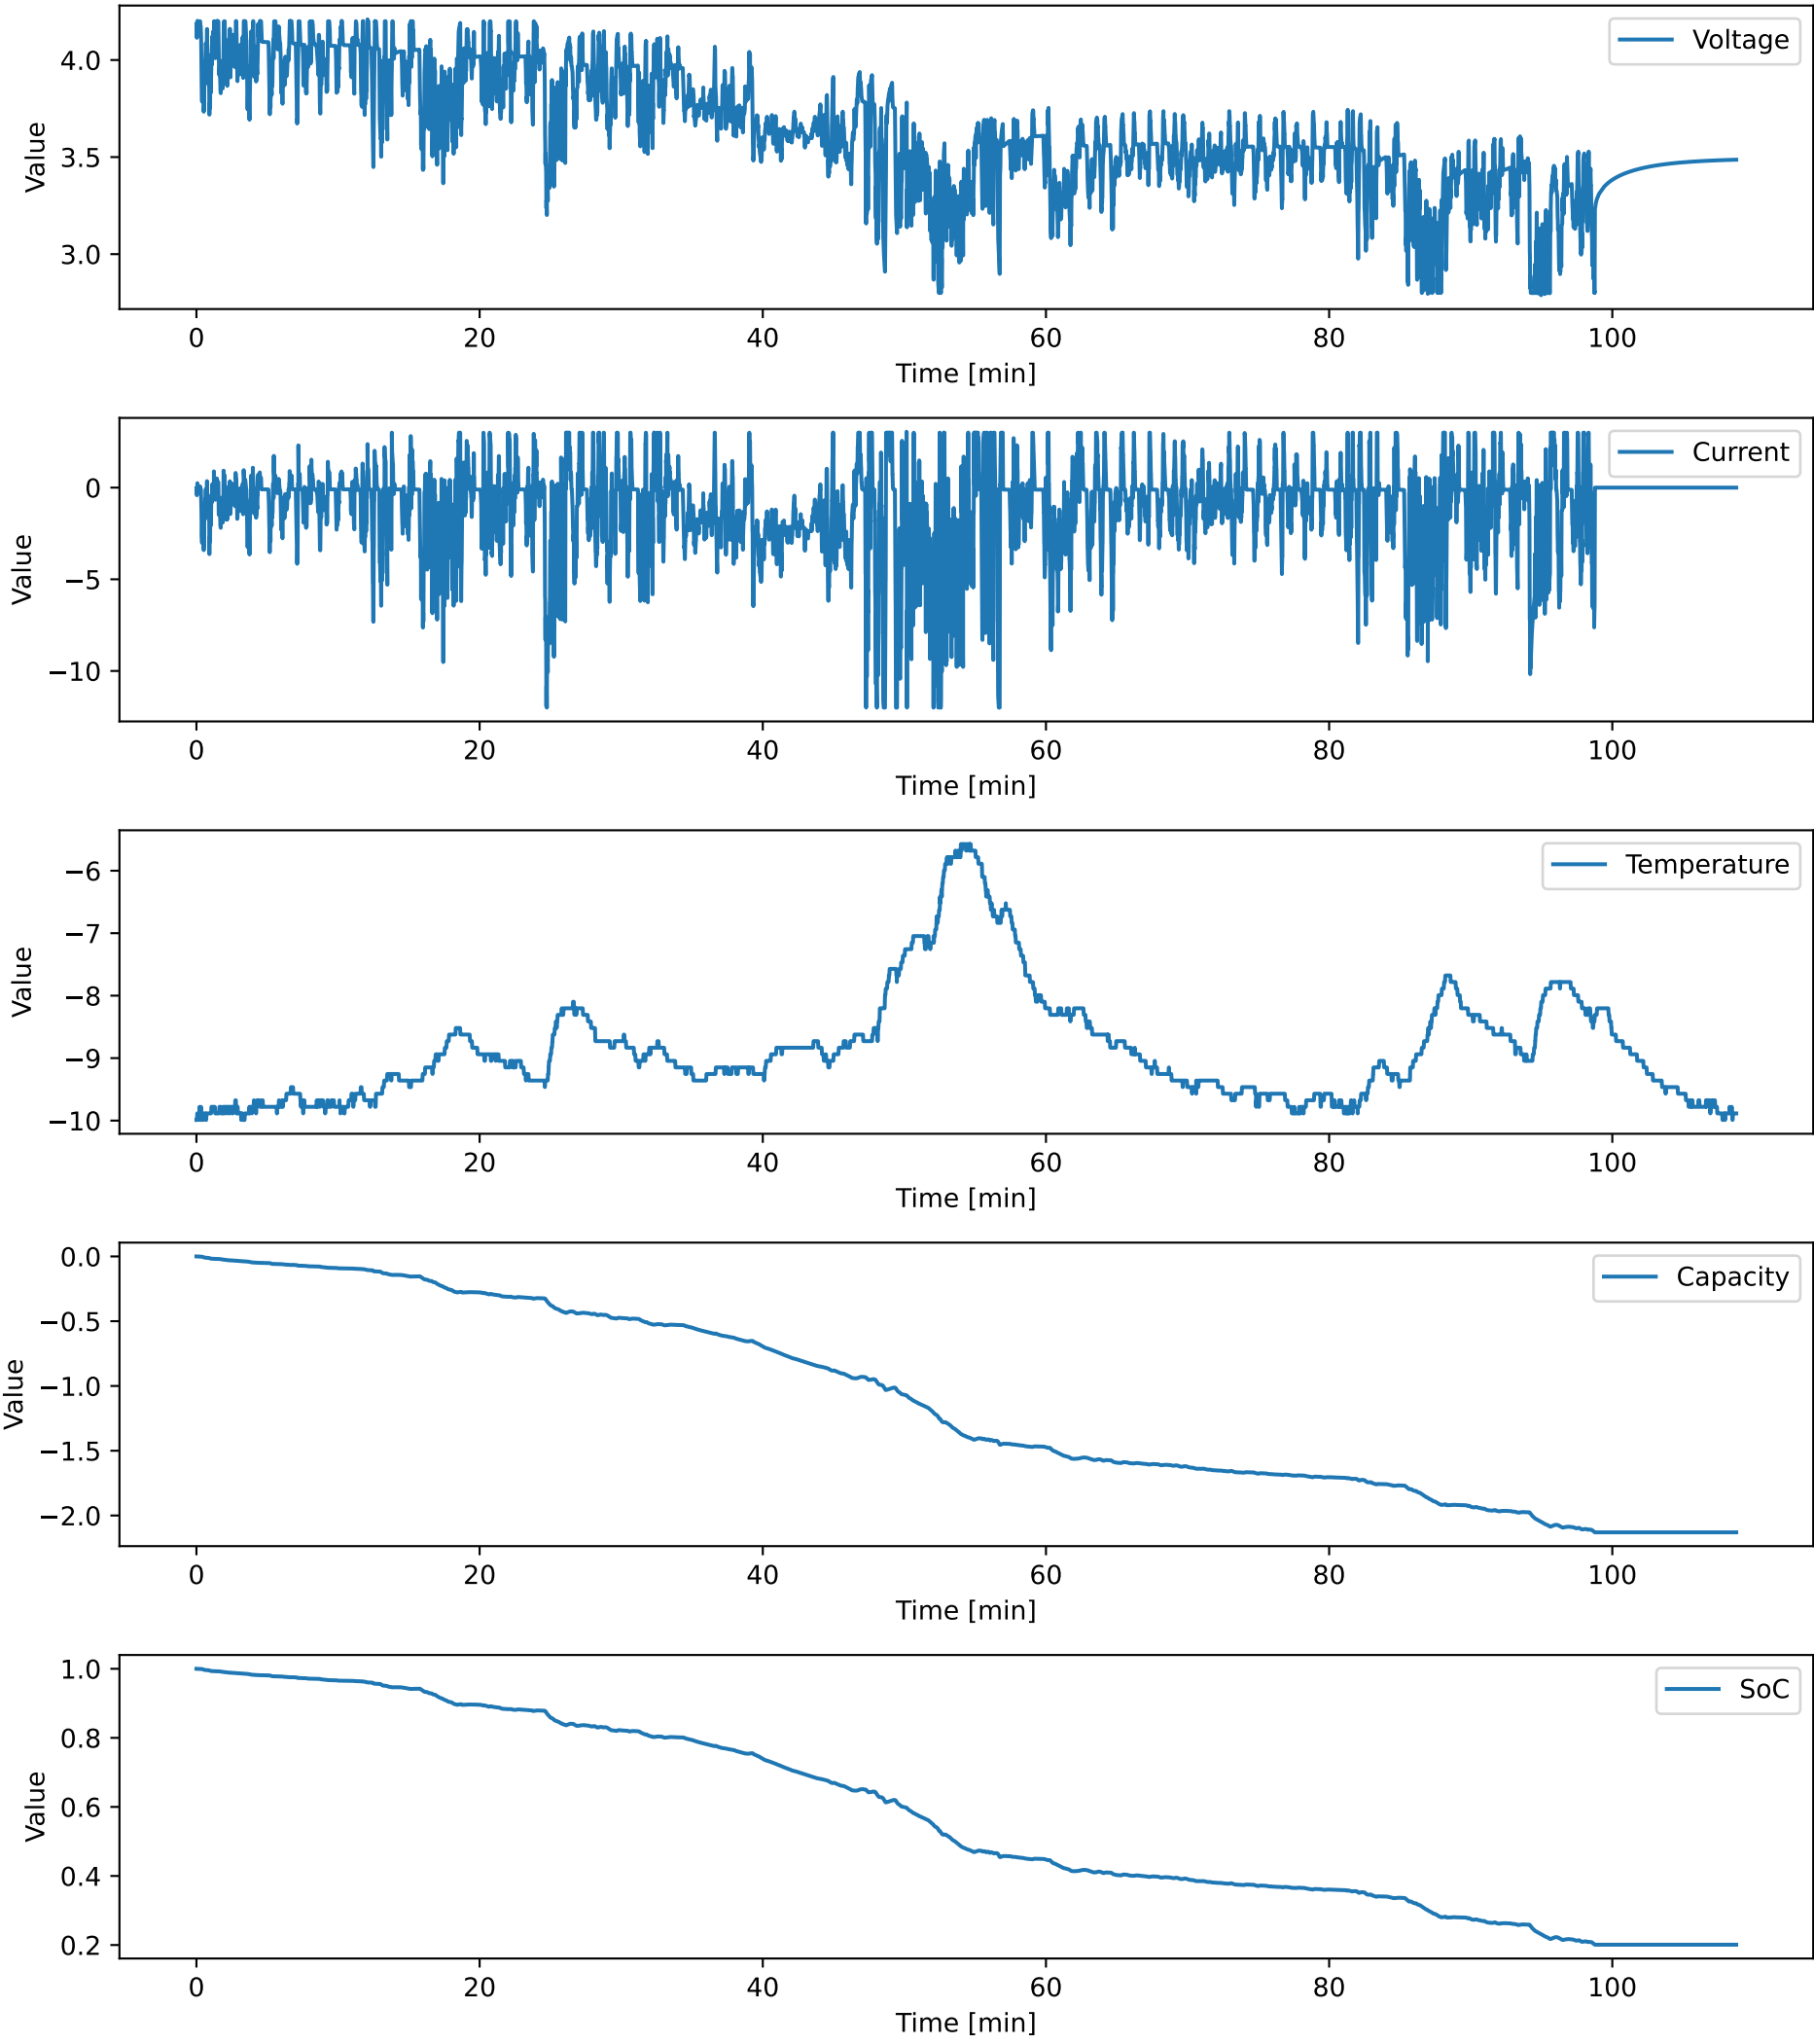 Voltage
4.0
3.5
3.0
Value
0 20 40 60 80 100
Time [min]
Current
0
−5
−10
Value
0 20 40 60 80 100
Time [min]
Temperature
−6
−7
−8
−9
−10
Value
0 20 40 60 80 100
Time [min]
Capacity
0.0
−0.5
−1.0
−1.5
−2.0
Value
0 20 40 60 80 100
Time [min]
SoC
1.0
0.8
0.6
0.4
0.2
Value
0 20 40 60 80 100
Time [min]